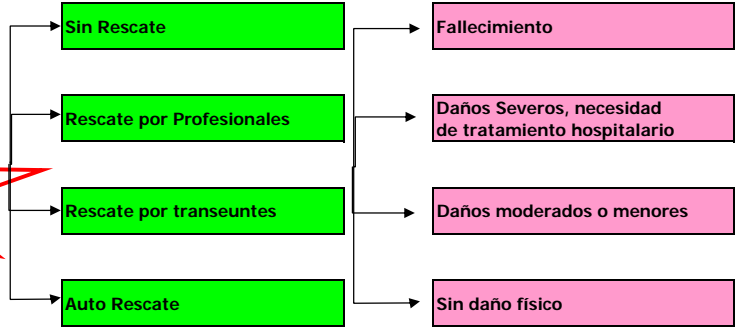 Sin Rescate
Fallecimiento
Rescate por Profesionales
Daños Severos, necesidad
de tratamiento hospitalario
Rescate por transeuntes
Daños moderados o menores
Auto Rescate
Sin daño físico